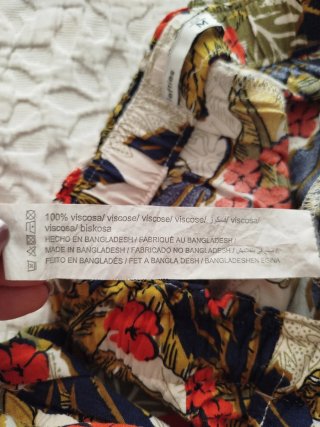 M
100% viscosa/ viscose/ viscose/ viscose/ فسكوز/ viscosa/
viscosa/ biskosa
HECHO EN BANGLADESH / FABRIQUÉ AU BANGLADESH /
MADE IN BANGLADESH / FABRICADO NO BANGLADESH /
FEITO EN BANGLADÉS / FET A BANGLA DESH / BANGLADESHEN EGINA